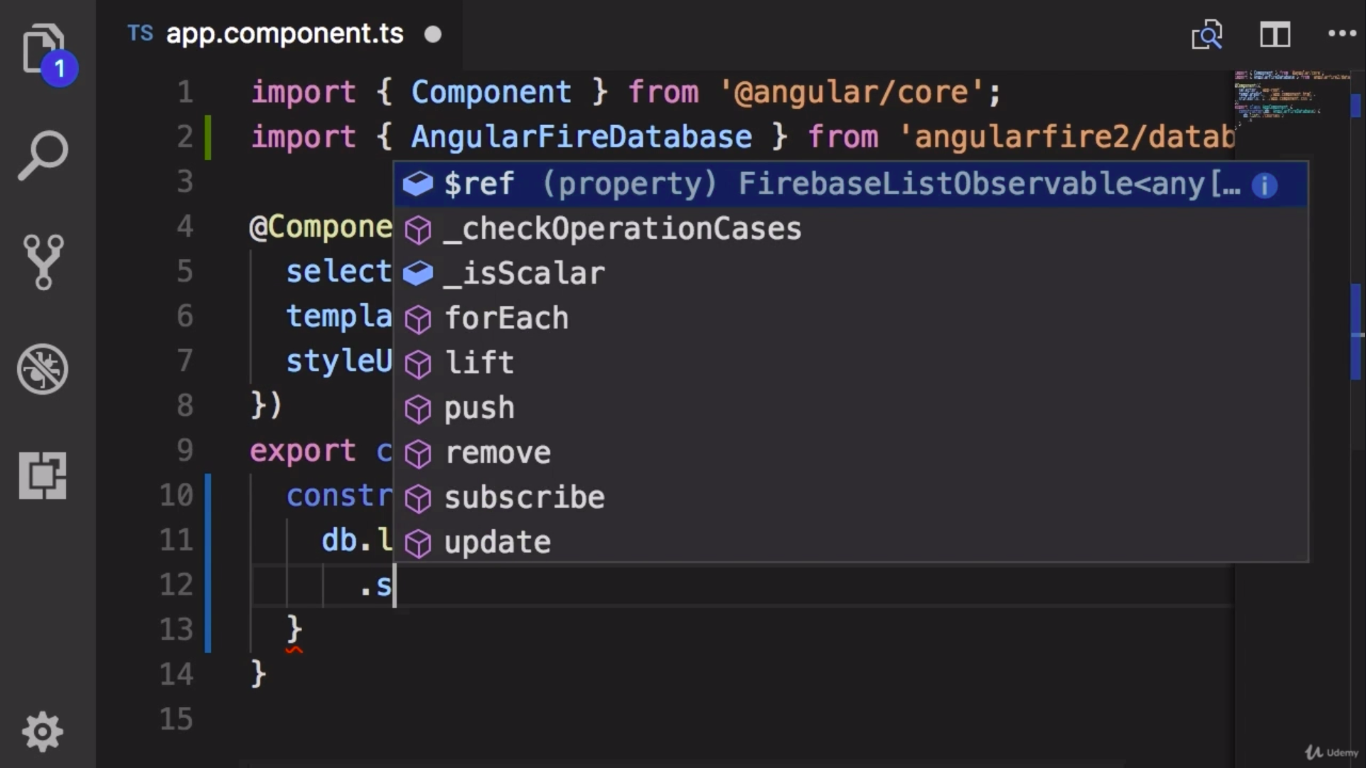 TS app.component.ts
1
1 import { Component } from '@angular/core';
2 import { AngularFireDatabase } from 'angularfire2/datab
3 $ref (property) FirebaseListObservable<any[…
4 @Compone _checkOperationCases
5 select _isScalar
6 templa forEach
7 styleU lift
8 }) push
9 export c remove
10 constr subscribe
11 db.l update
12 .s
13 }
14 }
15
Udemy